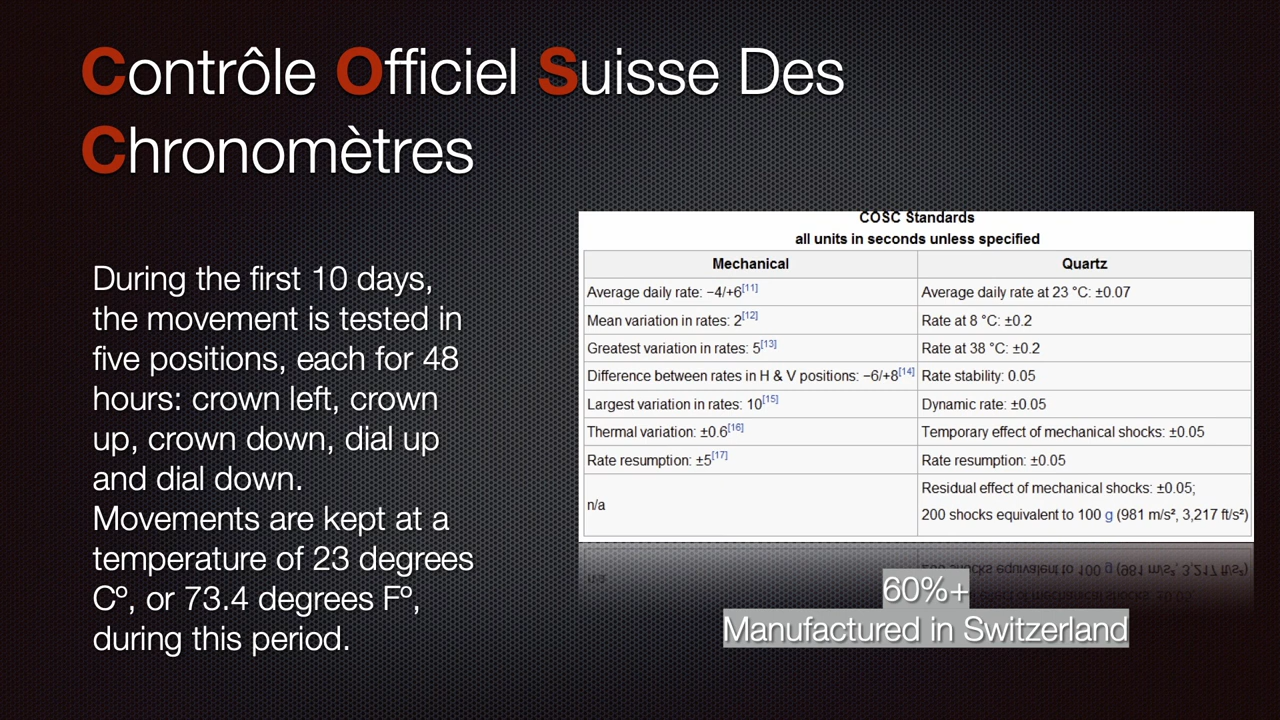 Contrôle Officiel Suisse Des
Chronomètres
During the first 10 days,
the movement is tested in
five positions, each for 48
hours: crown left, crown
up, crown down, dial up
and dial down.
Movements are kept at a
temperature of 23 degrees
Cº, or 73.4 degrees Fº,
during this period.
COSC Standards
all units in seconds unless specified
Mechanical Quartz
Average daily rate: −4/+6[11] Average daily rate at 23 °C: ±0.07
Mean variation in rates: 2[12] Rate at 8 °C: ±0.2
Greatest variation in rates: 5[13] Rate at 38 °C: ±0.2
Difference between rates in H & V positions: −6/+8[14] Rate stability: 0.05
Largest variation in rates: 10[15] Dynamic rate: ±0.05
Thermal variation: ±0.6[16] Temporary effect of mechanical shocks: ±0.05
Rate resumption: ±5[17] Rate resumption: ±0.05
n/a Residual effect of mechanical shocks: ±0.05;
200 shocks equivalent to 100 g (981 m/s², 3,217 ft/s²)
60%+
Manufactured in Switzerland